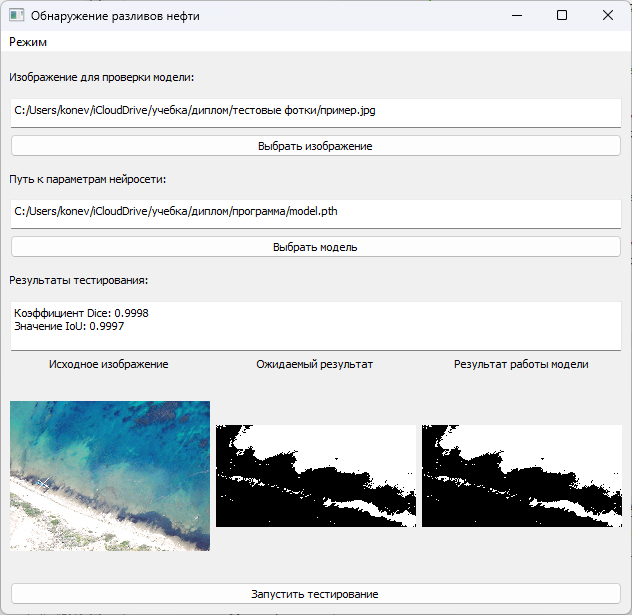 Обнаружение разливов нефти
Режим
Изображение для проверки модели:
C:/Users/konev/iCloudDrive/учебка/диплом/тестовые фотки/пример.jpg
Выбрать изображение
Путь к параметрам нейросети:
C:/Users/konev/iCloudDrive/учебка/диплом/программа/model.pth
Выбрать модель
Результаты тестирования:
Коэффициент Dice: 0.9998
Значение IoU: 0.9997
Исходное изображение
Ожидаемый результат
Результат работы модели
Запустить тестирование